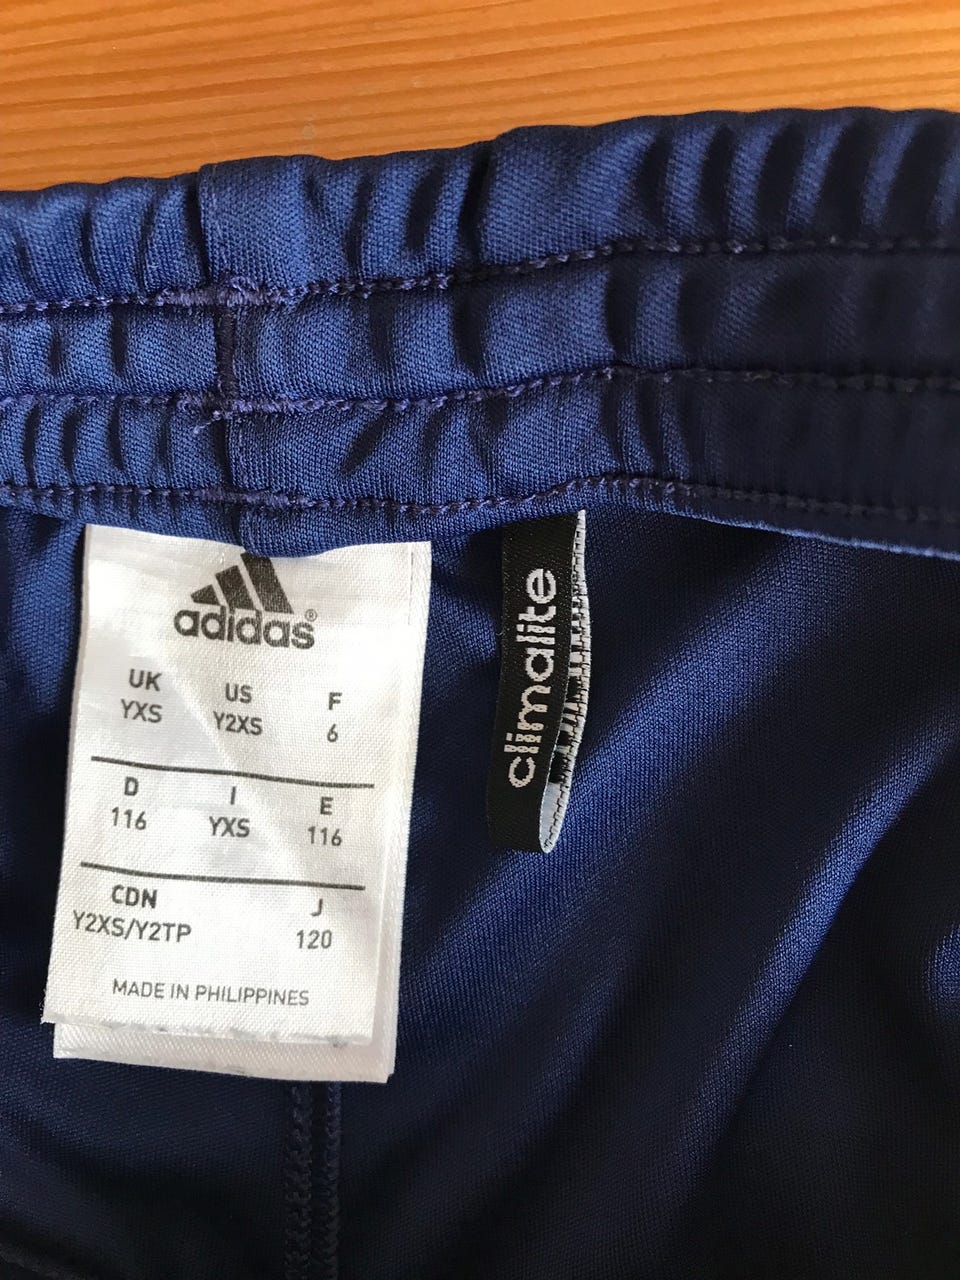 adidas®
UK US F
YXS Y2XS 6
D I E
116 YXS 116
CDN J
Y2XS/Y2TP 120
MADE IN PHILIPPINES
climalite